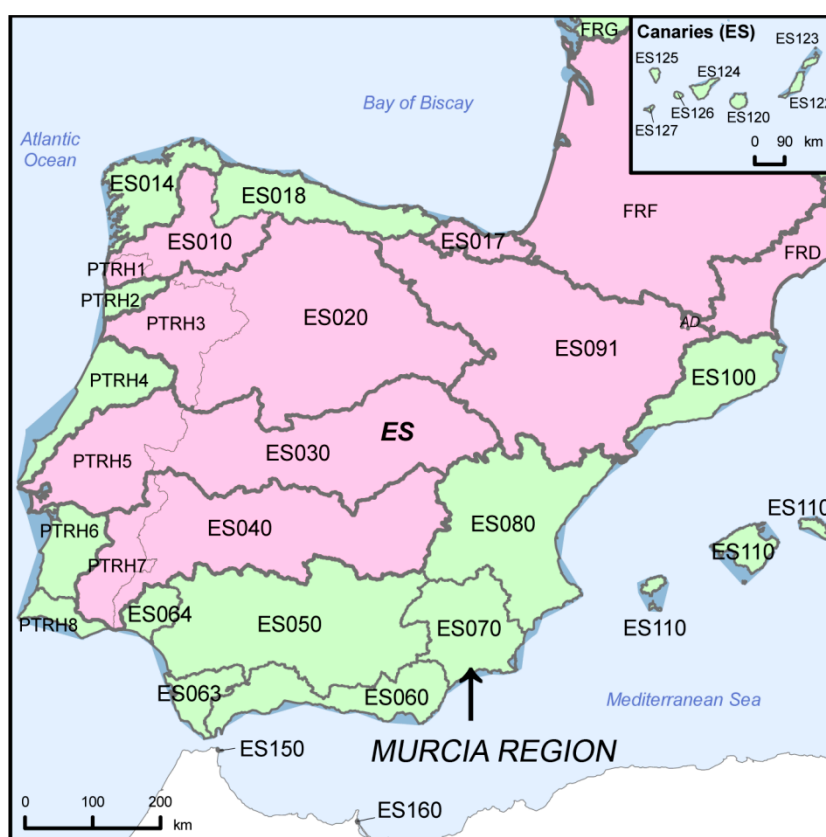 FRG
Canaries (ES)
ES123
ES125
ES124
ES126
ES120
ES122
ES127
0 90 km
Bay of Biscay
Atlantic
Ocean
ES014
ES018
FRF
ES010
ES017
FRD
PTRH1
PTRH2
PTRH3
ES020
AD
ES091
ES100
PTRH4
ES
ES030
PTRH5
ES040
ES080
ES110
PTRH6
ES110
PTRH7
ES064
ES050
ES070
ES110
PTRH8
ES063
ES060
Mediterranean Sea
MURCIA REGION
ES150
0 100 200
km
ES160